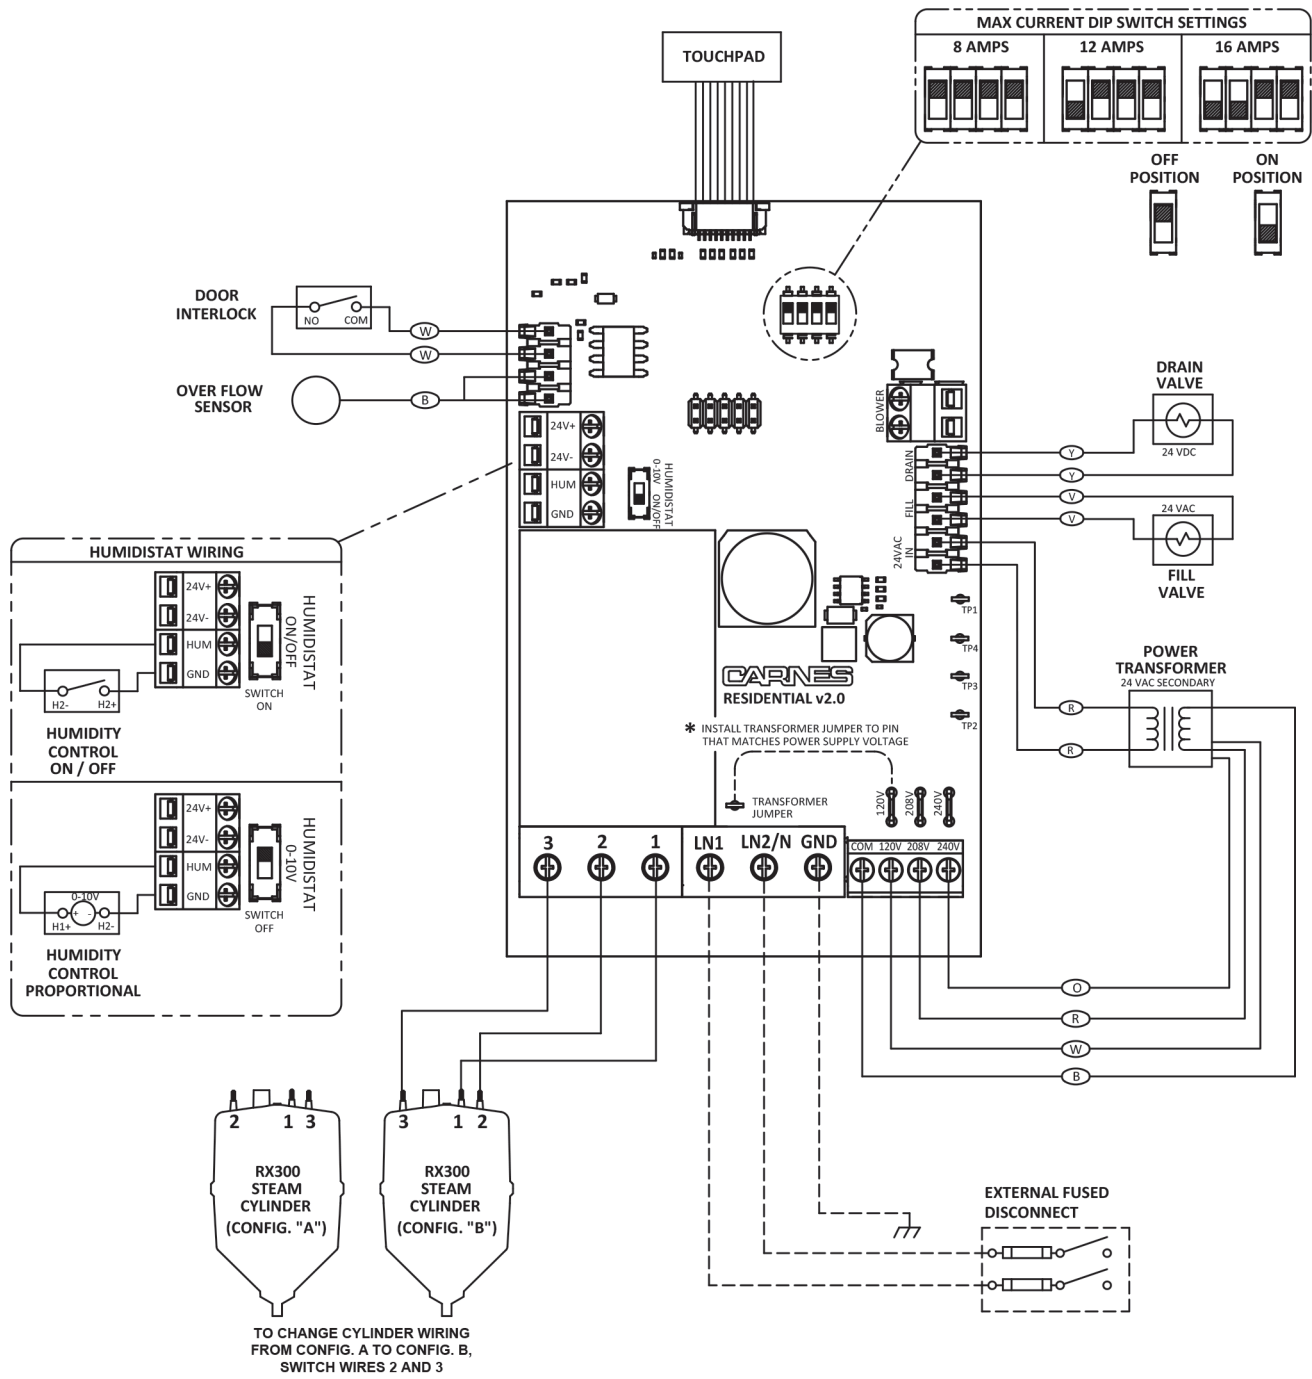 TOUCHPAD
MAX CURRENT DIP SWITCH SETTINGS
8 AMPS
12 AMPS
16 AMPS
OFF
POSITION
ON
POSITION
DOOR
INTERLOCK
NO
COM
W
W
OVER FLOW
SENSOR
B
24V+
24V-
HUM
GND
HUMIDISTAT
0-10V ON/OFF
BLOWER
DRAIN
FILL
24VAC
IN
Y
Y
V
V
DRAIN
VALVE
24 VDC
24 VAC
FILL
VALVE
TP1
TP4
TP3
TP2
CARNES
RESIDENTIAL v2.0
* INSTALL TRANSFORMER JUMPER TO PIN
THAT MATCHES POWER SUPPLY VOLTAGE
TRANSFORMER
JUMPER
120V
208V
240V
POWER
TRANSFORMER
24 VAC SECONDARY
R
R
HUMIDISTAT WIRING
24V+
24V-
HUM
GND
HUMIDISTAT
ON/OFF
SWITCH
ON
H2-
H2+
HUMIDITY
CONTROL
ON / OFF
24V+
24V-
HUM
GND
HUMIDISTAT
0-10V
SWITCH
OFF
0-10V
+
-
H1+
H2-
HUMIDITY
CONTROL
PROPORTIONAL
3
2
1
LN1
LN2/N
GND
COM
120V
208V
240V
O
R
W
B
2
1
3
RX300
STEAM
CYLINDER
(CONFIG. "A")
3
1
2
RX300
STEAM
CYLINDER
(CONFIG. "B")
TO CHANGE CYLINDER WIRING
FROM CONFIG. A TO CONFIG. B,
SWITCH WIRES 2 AND 3
EXTERNAL FUSED
DISCONNECT